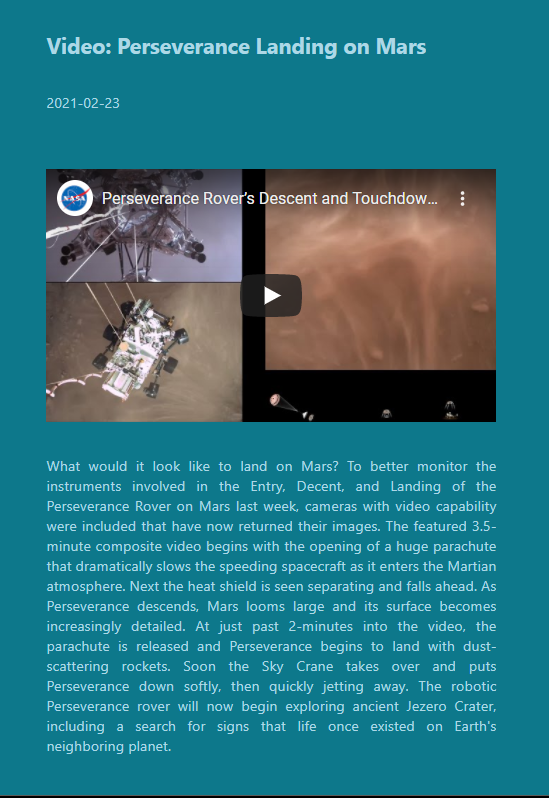 Video: Perseverance Landing on Mars
2021-02-23
NASA
Perseverance Rover's Descent and Touchdow...
What would it look like to land on Mars? To better monitor the
instruments involved in the Entry, Decent, and Landing of the
Perseverance Rover on Mars last week, cameras with video capability
were included that have now returned their images. The featured 3.5-
minute composite video begins with the opening of a huge parachute
that dramatically slows the speeding spacecraft as it enters the Martian
atmosphere. Next the heat shield is seen separating and falls ahead. As
Perseverance descends, Mars looms large and its surface becomes
increasingly detailed. At just past 2-minutes into the video, the
parachute is released and Perseverance begins to land with dust-
scattering rockets. Soon the Sky Crane takes over and puts
Perseverance down softly, then quickly jetting away. The robotic
Perseverance rover will now begin exploring ancient Jezero Crater,
including a search for signs that life once existed on Earth's
neighboring planet.